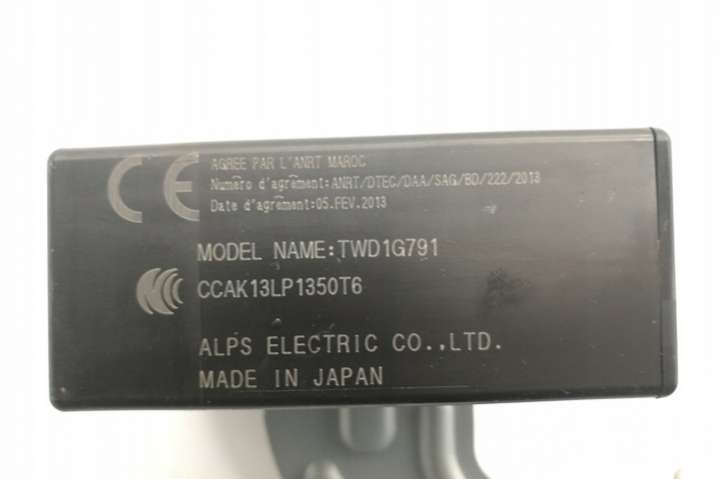 CE
AGREE PAR L'ANRT MAROC
Numéro d'agrément:ANRT/DTEC/DAA/SAG/BD/222/2013
Date d'agrément:05.FEV.2013
MODEL NAME:TWD1G791
CCAK13LP1350T6
ALPS ELECTRIC CO.,LTD.
MADE IN JAPAN